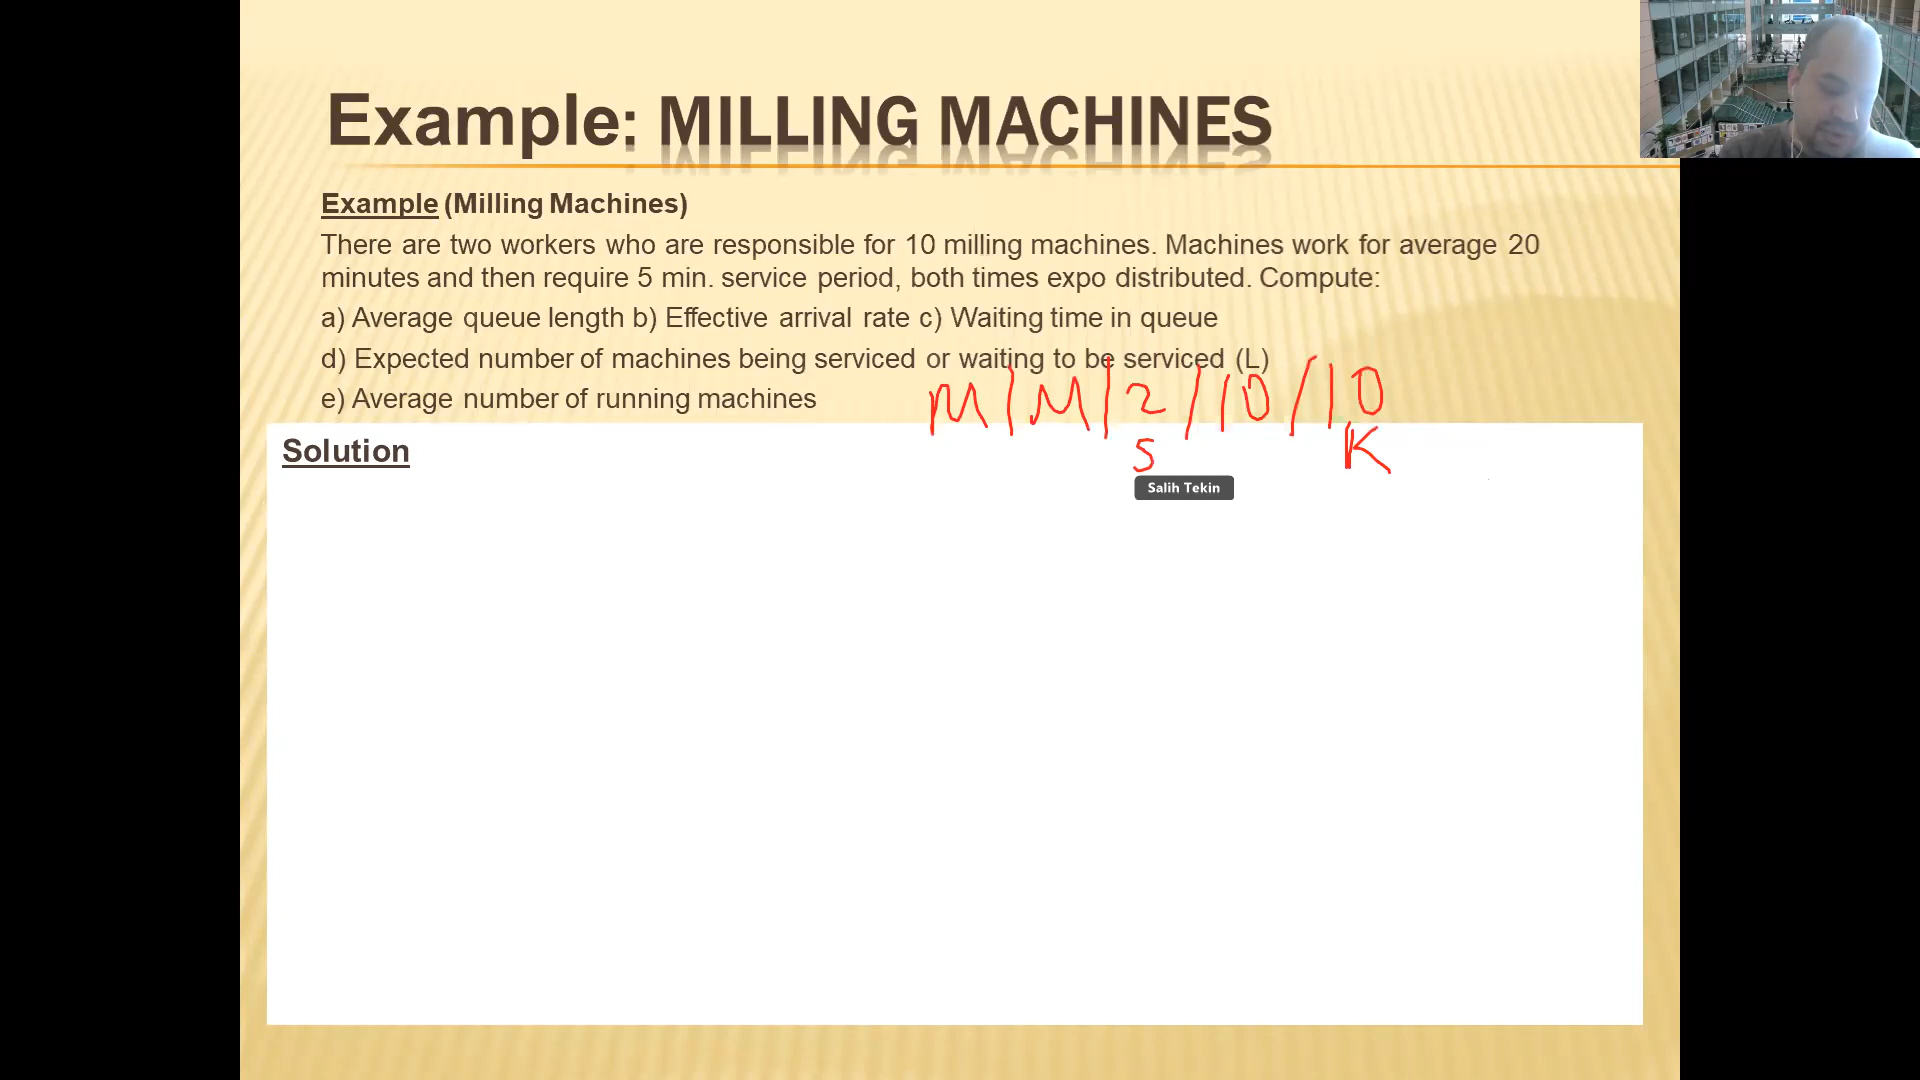 Example: MILLING MACHINES
Example (Milling Machines)
There are two workers who are responsible for 10 milling machines. Machines work for average 20
minutes and then require 5 min. service period, both times expo distributed. Compute:
a) Average queue length b) Effective arrival rate c) Waiting time in queue
d) Expected number of machines being serviced or waiting to be serviced (L)
e) Average number of running machines
M/M/2/10/10
Solution
S K
Salih Tekin